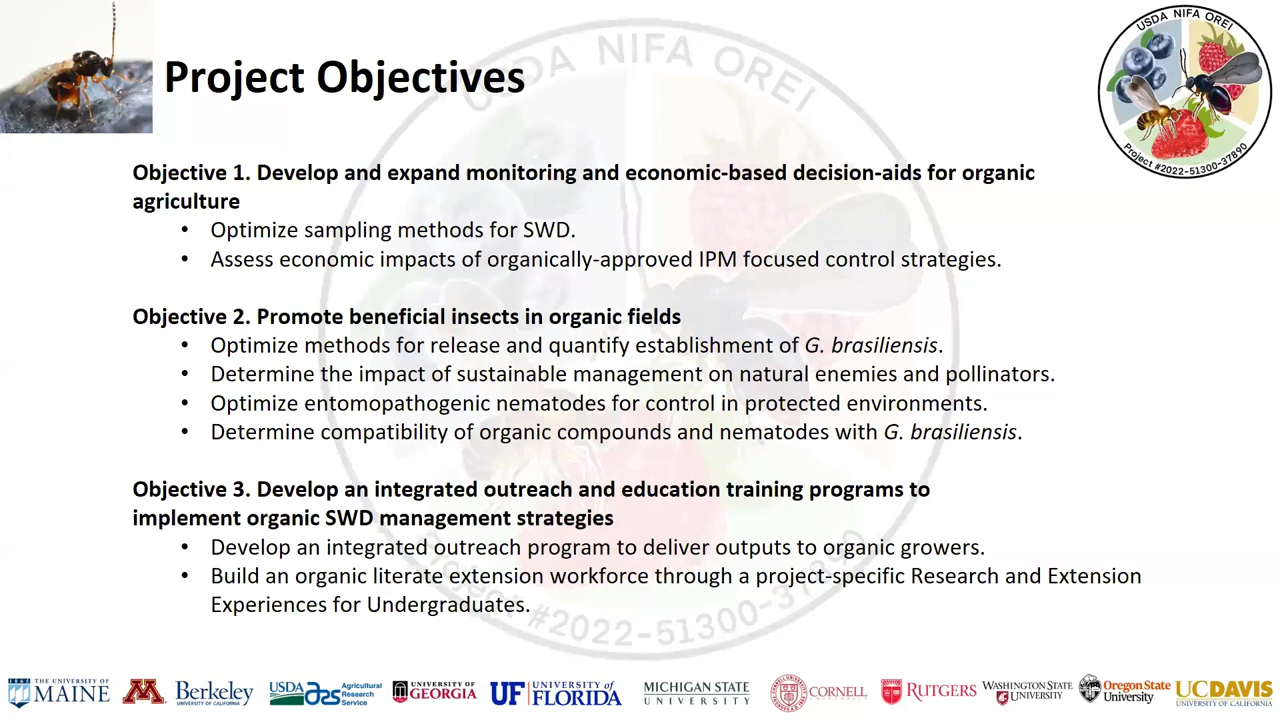 USDA NIFA OREI
Project #2022-51300-37890
Project Objectives
USDA NIFA OREI
Project #2022-51300-37890
Objective 1. Develop and expand monitoring and economic-based decision-aids for organic
agriculture
• Optimize sampling methods for SWD.
• Assess economic impacts of organically-approved IPM focused control strategies.
Objective 2. Promote beneficial insects in organic fields
• Optimize methods for release and quantify establishment of G. brasiliensis.
• Determine the impact of sustainable management on natural enemies and pollinators.
• Optimize entomopathogenic nematodes for control in protected environments.
• Determine compatibility of organic compounds and nematodes with G. brasiliensis.
Objective 3. Develop an integrated outreach and education training programs to
implement organic SWD management strategies
• Develop an integrated outreach program to deliver outputs to organic growers.
• Build an organic literate extension workforce through a project-specific Research and Extension
Experiences for Undergraduates.
THE UNIVERSITY OF
MAINE
M
Berkeley
UNIVERSITY OF CALIFORNIA
USDA
ars
Agricultural
Research
Service
UNIVERSITY OF
GEORGIA
UF
UNIVERSITY of
FLORIDA
MICHIGAN STATE
UNIVERSITY
CORNELL
RUTGERS
WASHINGTON STATE
UNIVERSITY
Oregon State
University
UCDAVIS
UNIVERSITY OF CALIFORNIA